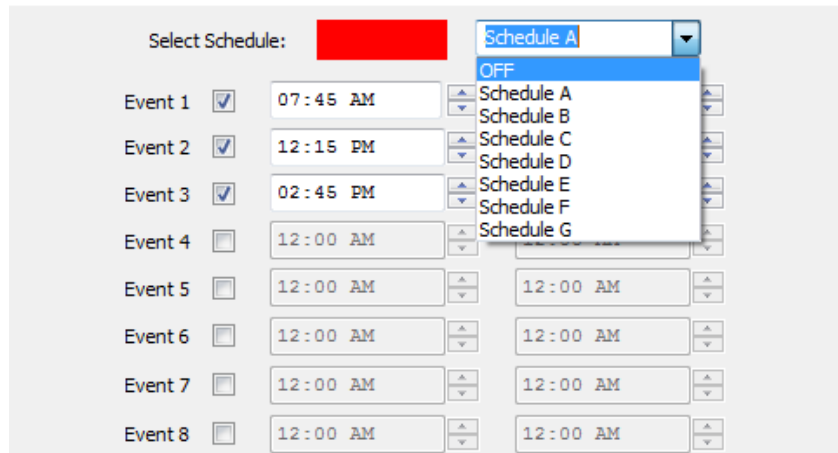 Select Schedule: Schedule A
OFF
Event 1 07:45 AM Schedule A
Schedule B
Event 2 12:15 PM Schedule C
Schedule D
Event 3 02:45 PM Schedule E
Schedule F
Event 4 12:00 AM Schedule G
Event 5 12:00 AM 12:00 AM
Event 6 12:00 AM 12:00 AM
Event 7 12:00 AM 12:00 AM
Event 8 12:00 AM 12:00 AM